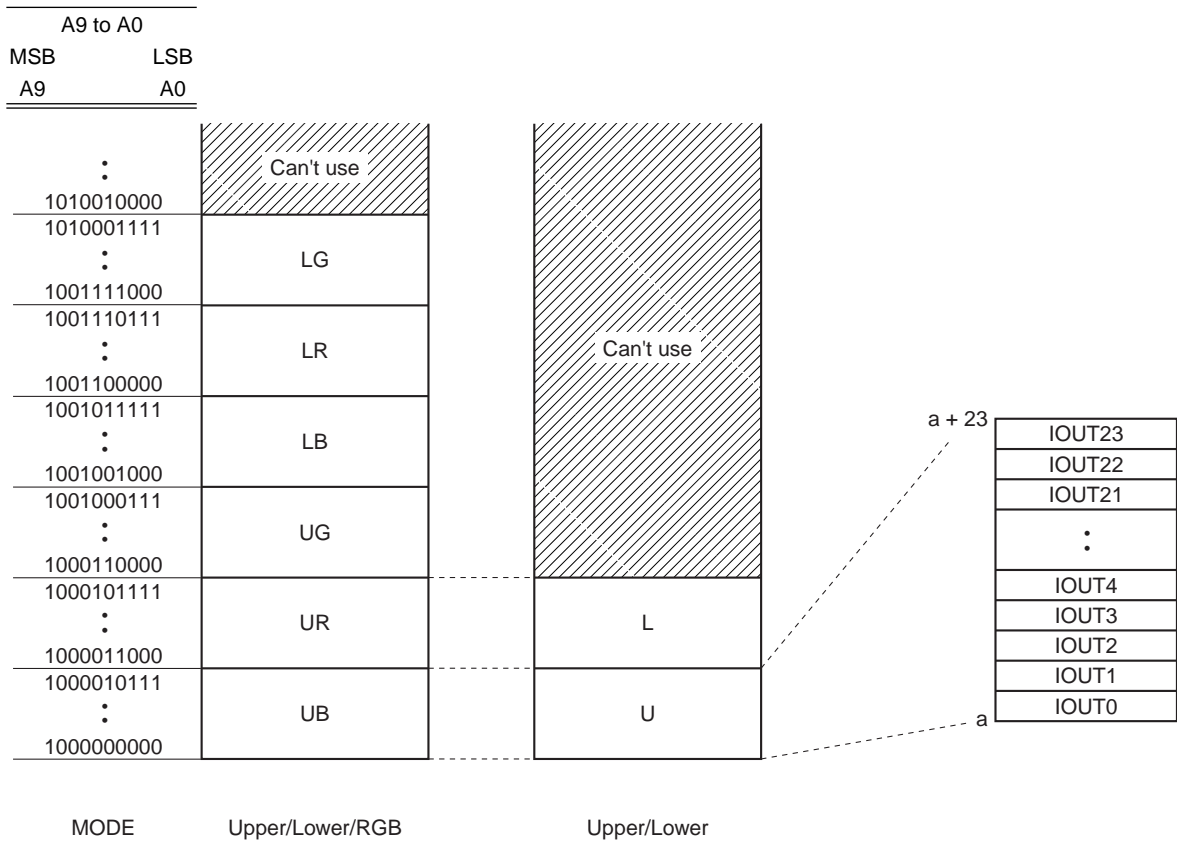 A9 to A0
MSB LSB
A9 A0
Can't use
1010010000
1010001111
LG
1001111000
1001110111
LR
1001100000
1001011111
LB
1001001000
1001000111
UG
1000110000
1000101111
UR
1000011000
1000010111
UB
1000000000
Can't use
L
U
a + 23
IOUT23
IOUT22
IOUT21
IOUT4
IOUT3
IOUT2
IOUT1
IOUT0
a
MODE Upper/Lower/RGB Upper/Lower